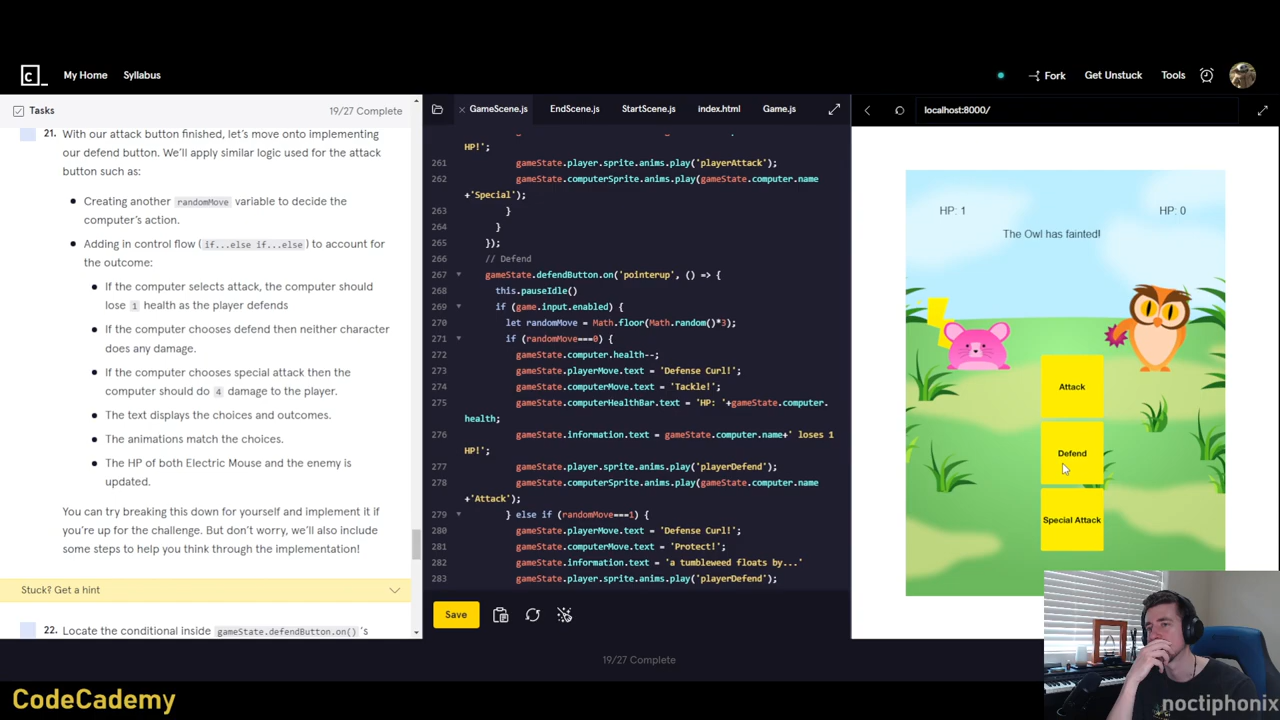 C_
My Home
Syllabus
Fork
Get Unstuck
Tools
Tasks
19/27 Complete
21. With our attack button finished, let's move onto implementing
our defend button. We'll apply similar logic used for the attack
button such as:
Creating another randomMove variable to decide the
computer's action.
Adding in control flow ( if...else if...else ) to account for
the outcome:
If the computer selects attack, the computer should
lose 1 health as the player defends
If the computer chooses defend then neither character
does any damage.
If the computer chooses special attack then the
computer should do 4 damage to the player.
The text displays the choices and outcomes.
The animations match the choices.
The HP of both Electric Mouse and the enemy is
updated.
You can try breaking this down for yourself and implement it if
you're up for the challenge. But don't worry, we'll also include
some steps to help you think through the implementation!
Stuck? Get a hint
22. Locate the conditional inside gameState.defendButton.on() 's
GameScene.js
EndScene.js
StartScene.js
index.html
Game.js
HP!';
261 gameState.player.sprite.anims.play('playerAttack');
262 gameState.computerSprite.anims.play(gameState.computer.name
+'Special');
263 }
264 }
265 });
266 // Defend
267 gameState.defendButton.on('pointerup', () => {
268 this.pauseIdle()
269 if (game.input.enabled) {
270 let randomMove = Math.floor(Math.random()*3);
271 if (randomMove===0) {
272 gameState.computer.health--;
273 gameState.playerMove.text = 'Defense Curl!';
274 gameState.computerMove.text = 'Tackle!';
275 gameState.computerHealthBar.text = 'HP: '+gameState.computer.
health;
276 gameState.information.text = gameState.computer.name+' loses 1
HP!';
277 gameState.player.sprite.anims.play('playerDefend');
278 gameState.computerSprite.anims.play(gameState.computer.name
+'Attack');
279 } else if (randomMove===1) {
280 gameState.playerMove.text = 'Defense Curl!';
281 gameState.computerMove.text = 'Protect!';
282 gameState.information.text = 'a tumbleweed floats by...'
283 gameState.player.sprite.anims.play('playerDefend');
Save
19/27 Complete
localhost:8000/
HP: 1
HP: 0
The Owl has fainted!
Attack
Defend
Special Attack
CodeCademy
noctiphonix